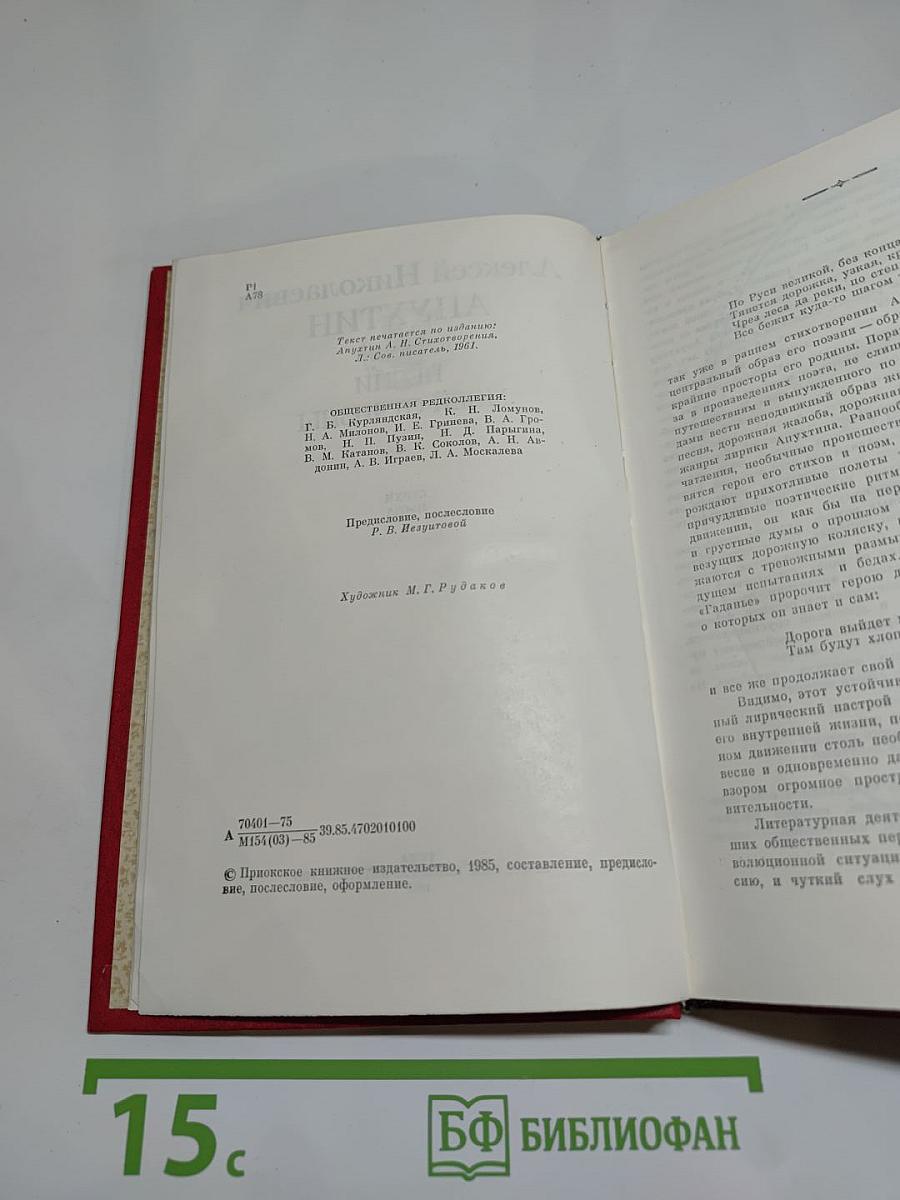 Р1
А78
Текст печатается по изданию:
Апухтин А. Н. Стихотворения.
Л.: Сов. писатель, 1961.
ОБЩЕСТВЕННАЯ РЕДКОЛЛЕГИЯ:
Г. Б. Курляндская, К. Н. Ломунов,
Н. А. Милонов, И. Е. Гринева, В. А. Гро-
мов, Н. П. Пузин, Н. Д. Парыгина,
В. М. Катанов, В. К. Соколов, А. Н. Ав-
донин, А. В. Играев, Л. А. Москалева
Предисловие, послесловие
Р. В. Иезуитовой
Художник М. Г. Рудаков
А 70401—75
М154(03)—85 39.85.4702010100
© Приокское книжное издательство, 1985, составление, предисло-
вие, послесловие, оформление.
По Руси великой, без конца
Тянется дорожка, узкая, кр
Чрез леса да реки, по степ
Все бежит куда-то шагом
так уже в раннем стихотворении А
центральный образ его поэзии — обр
крайние просторы его родины. Пора
за в произведениях поэта, не слиш
путешествиям и вынужденного по
дами вести неподвижный образ жи
песня, дорожная жалоба, дорожная
жанры лирики Апухтина. Разнооб
чатления, необычные происшеств
вятся герои его стихов и поэм,
рождают прихотливые полеты
причудливые поэтические ритм
движении, он как бы на пер
и грустные думы о прошлом
везущих дорожную коляску,
жаются с тревожными размы
дущем испытаниях и бедах.
«Гаданье» пророчит герою д
о которых он знает и сам:
Дорога выйдет
Там будут хлоп
и все же продолжает свой
Видимо, этот устойчив
ный лирический настрой
его внутренней жизни, п
ном движении столь необ
весие и одновременно да
взором огромное простр
вительности.
Литературная деят
ших общественных пер
волюционной ситуаци
сию, и чуткий слух
15 с
БФ БИБЛИОФАН